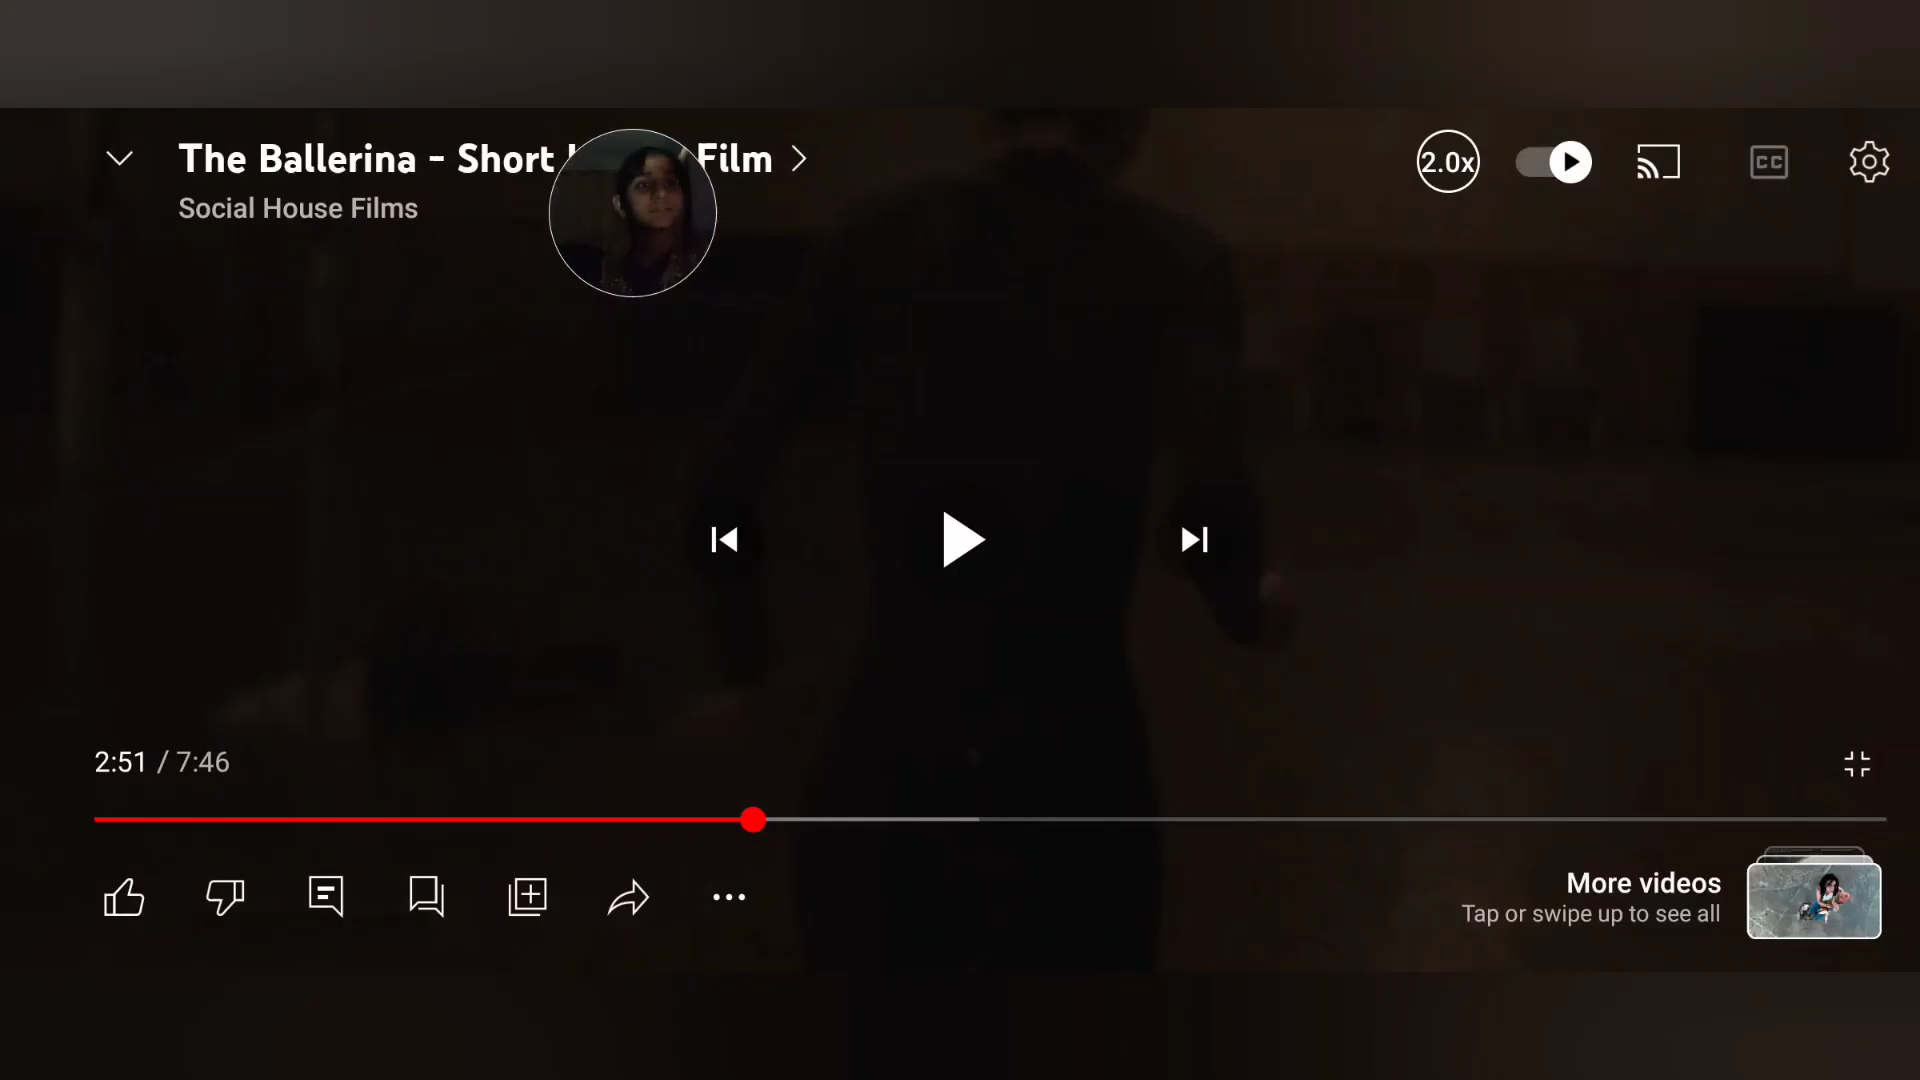 The Ballerina - Short Film
Social House Films
2.0x
CC
2:51 / 7:46
More videos
Tap or swipe up to see all